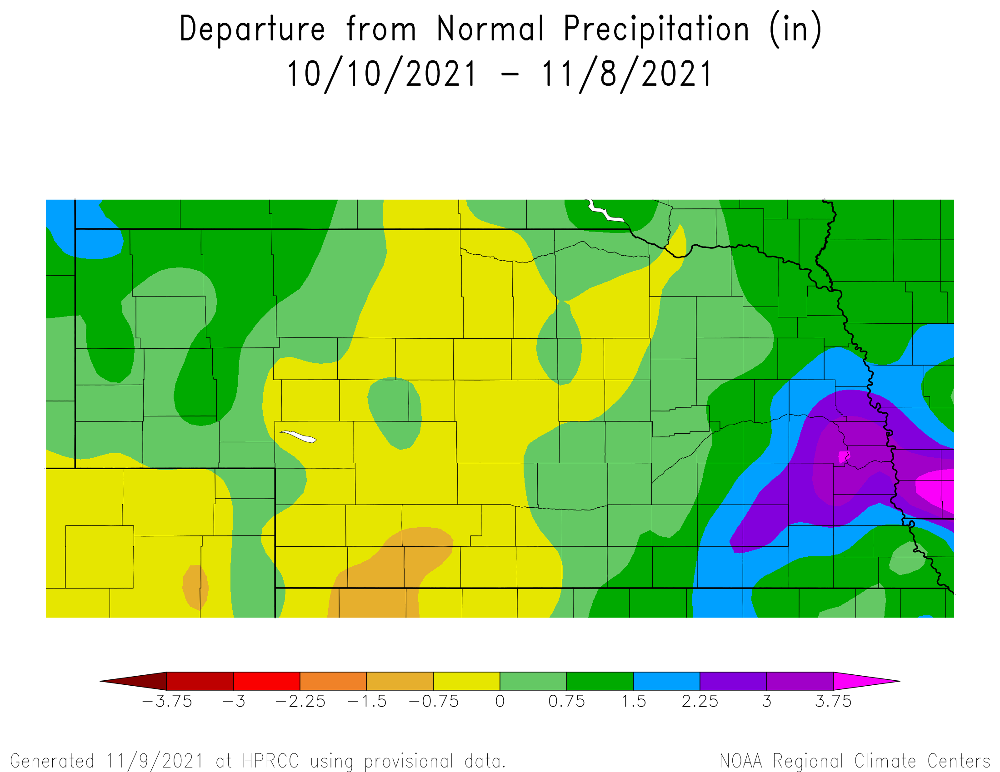 Departure from Normal Precipitation (in)
10/10/2021 – 11/8/2021
−3.75 −3 −2.25 −1.5 −0.75 0 0.75 1.5 2.25 3 3.75
Generated 11/9/2021 at HPRCC using provisional data. NOAA Regional Climate Centers